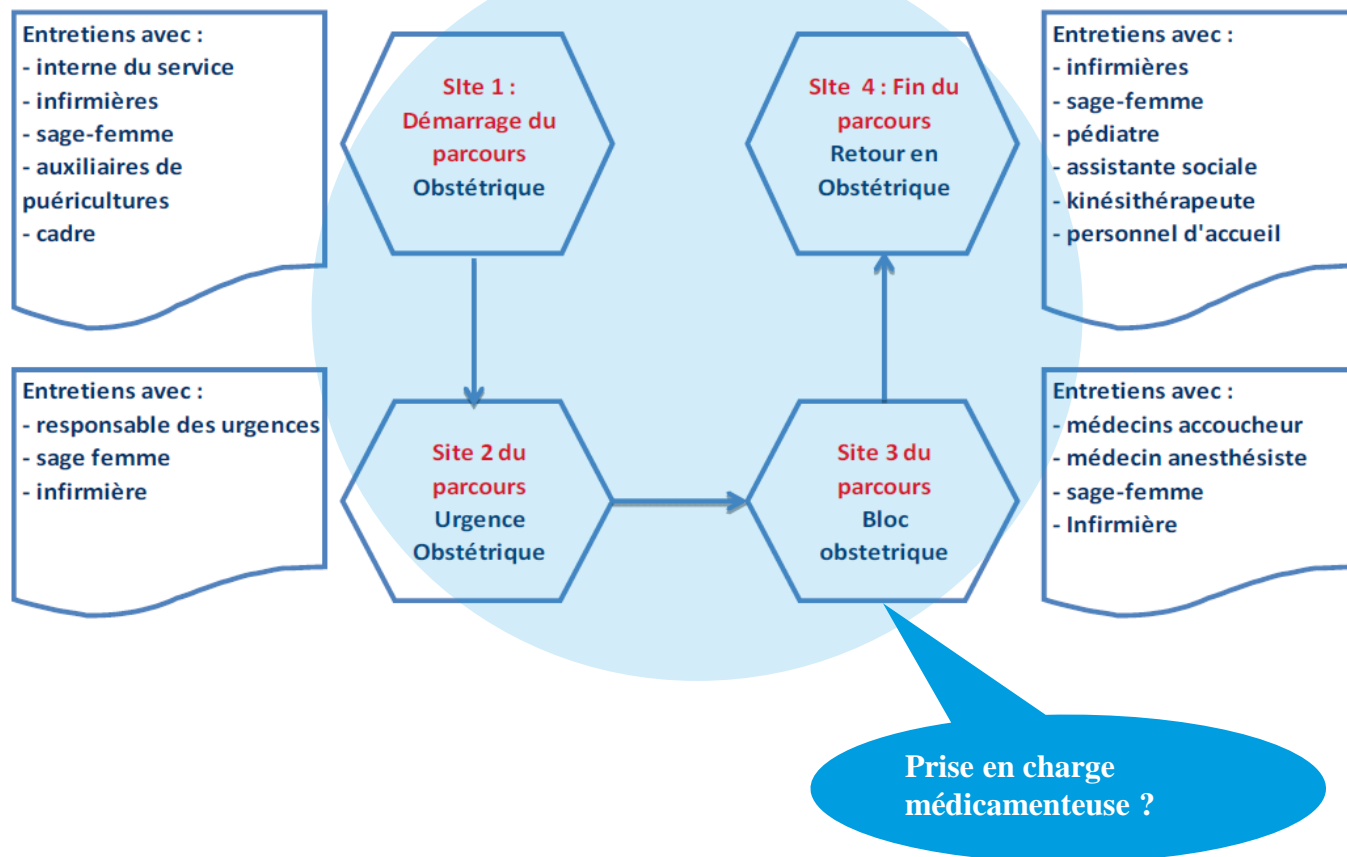 Entretiens avec :
- interne du service
- infirmières
- sage-femme
- auxiliaires de
puéricultures
- cadre
SIte 1 :
Démarrage du
parcours
Obstétrique
SIte 4 : Fin du
parcours
Retour en
Obstétrique
Entretiens avec :
- infirmières
- sage-femme
- pédiatre
- assistante sociale
- kinésithérapeute
- personnel d'accueil
Entretiens avec :
- responsable des urgences
- sage femme
- infirmière
Site 2 du
parcours
Urgence
Obstétrique
Site 3 du
parcours
Bloc
obstetrique
Entretiens avec :
- médecins accoucheur
- médecin anesthésiste
- sage-femme
- Infirmière
Prise en charge
médicamenteuse ?